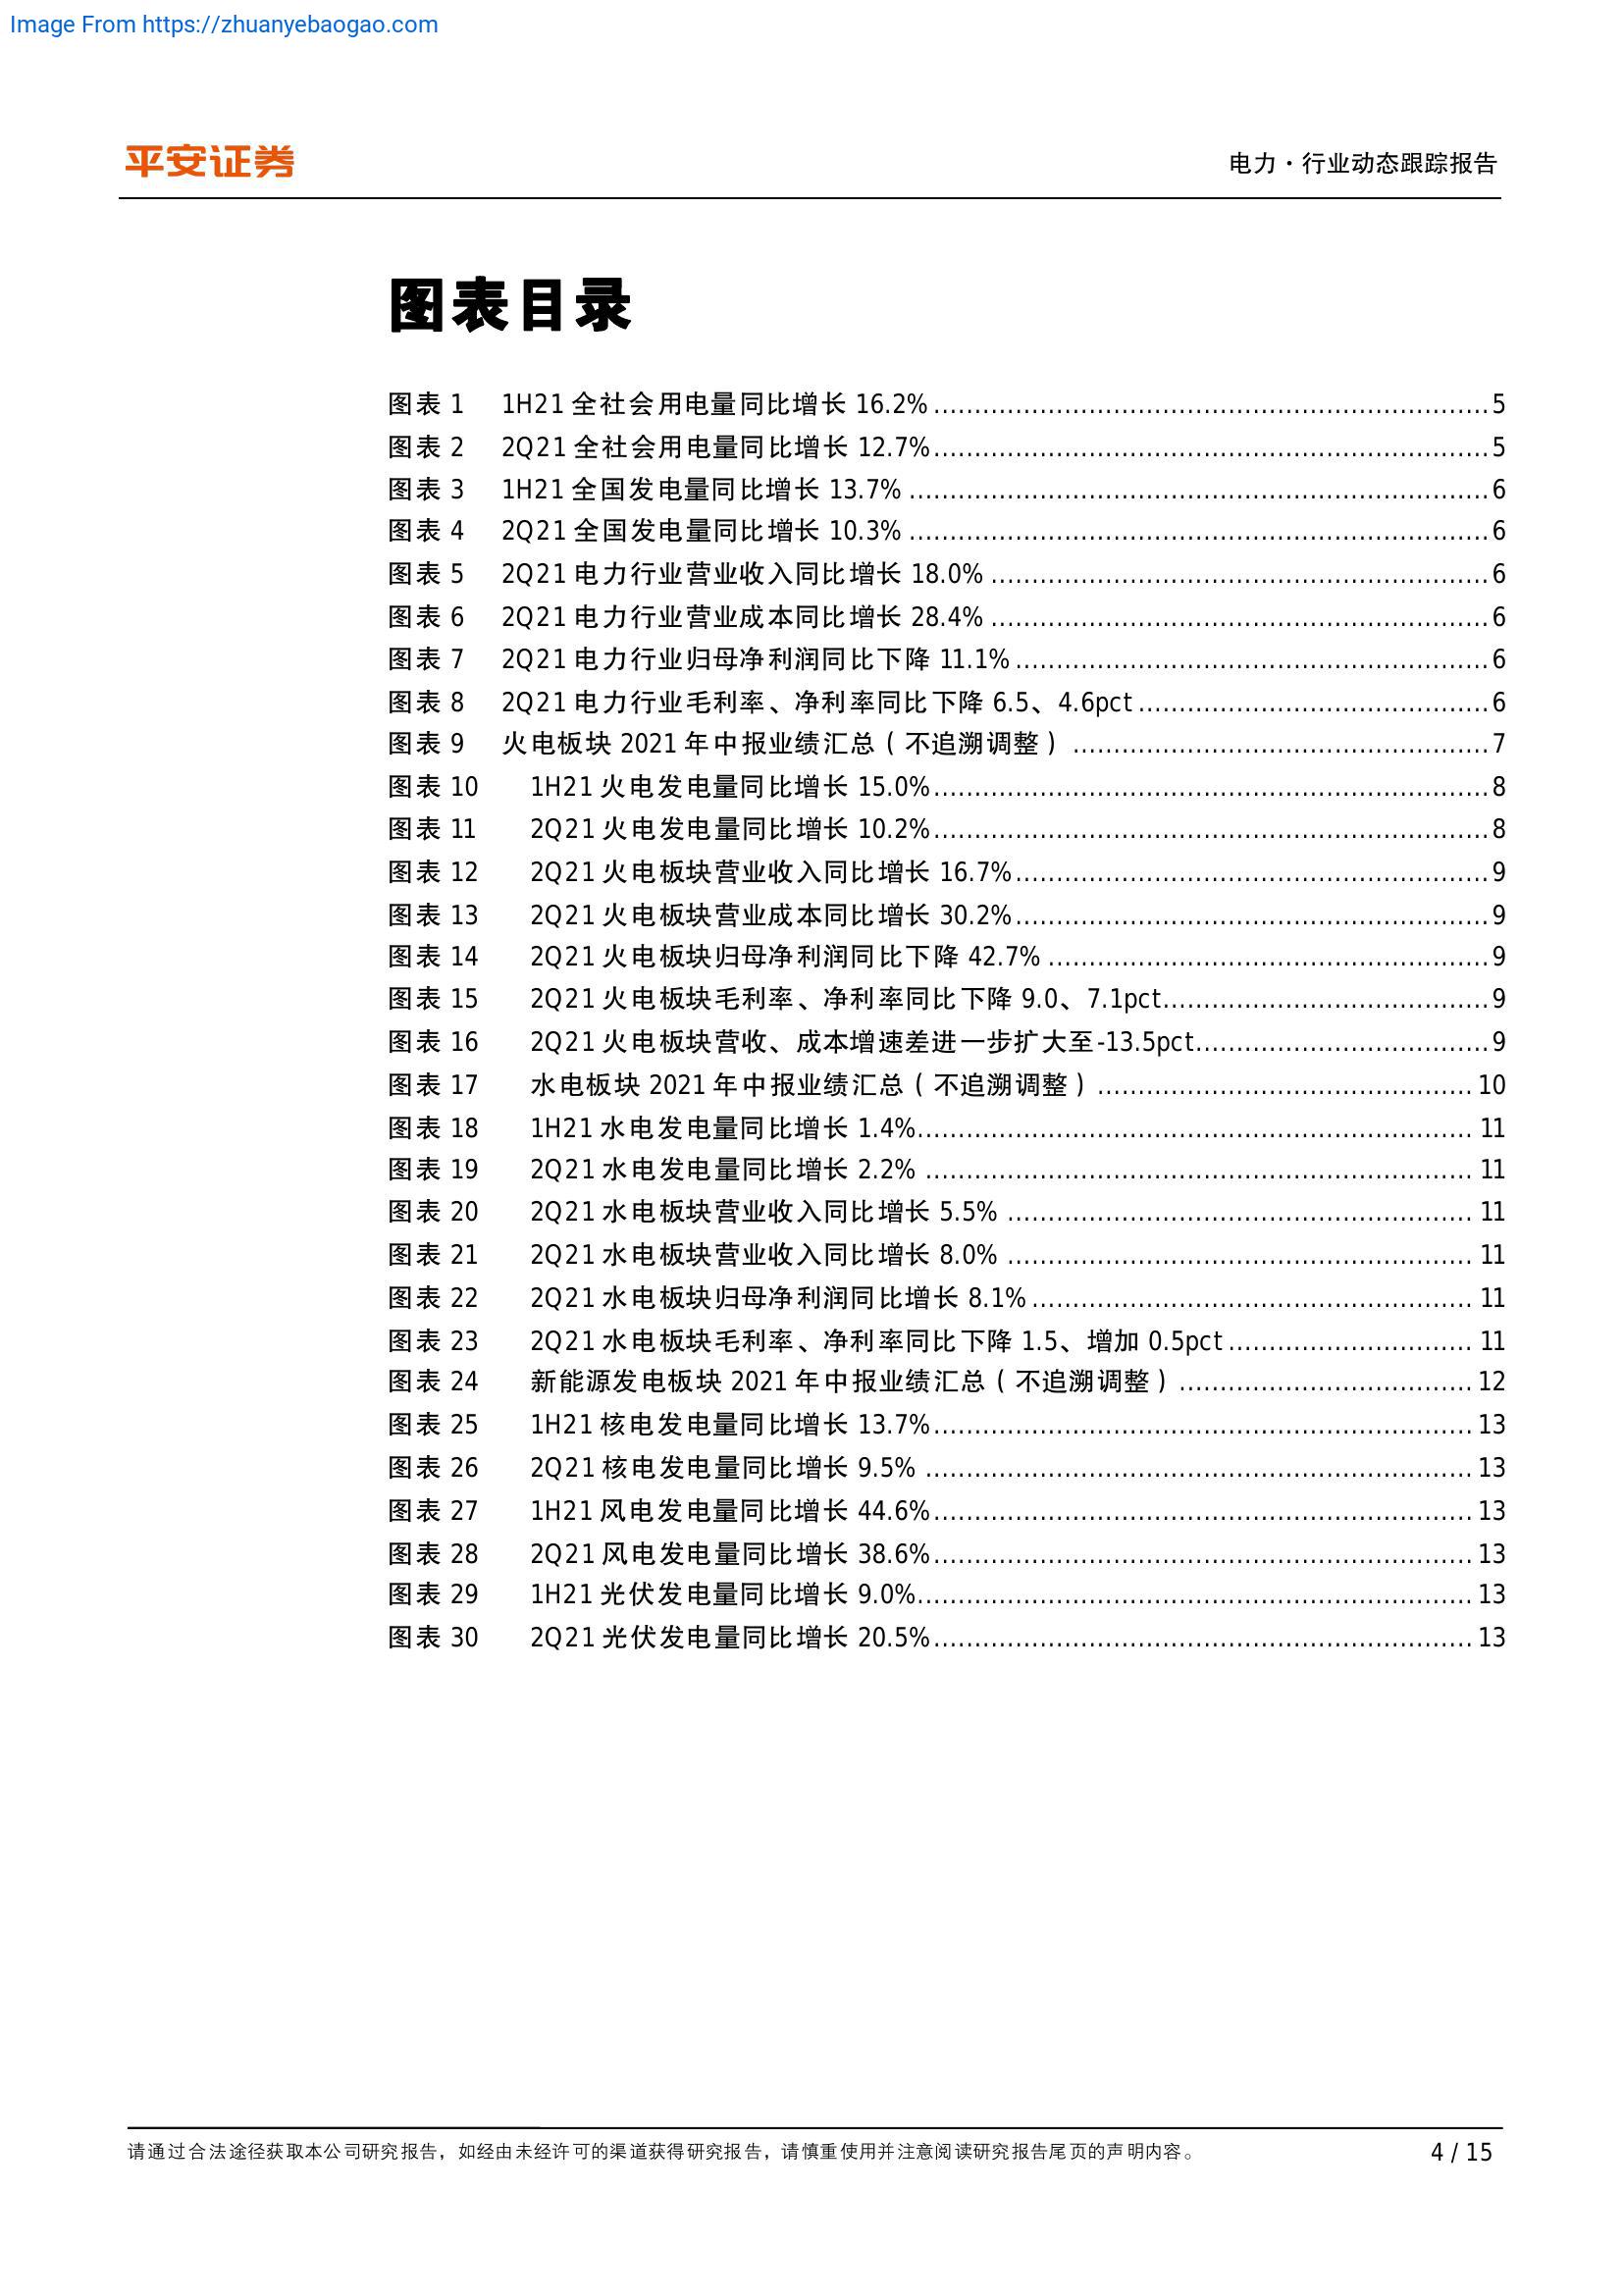 Image From https://zhuanyebaogao.com
平安证券
电力·行业动态跟踪报告
图表目录
图表 1 1H21 全社会用电量同比增长 16.2% 5
图表 2 2Q21 全社会用电量同比增长 12.7% 5
图表 3 1H21 全国发电量同比增长 13.7% 6
图表 4 2Q21 全国发电量同比增长 10.3% 6
图表 5 2Q21 电力行业营业收入同比增长 18.0% 6
图表 6 2Q21 电力行业营业成本同比增长 28.4% 6
图表 7 2Q21 电力行业归母净利润同比下降 11.1% 6
图表 8 2Q21 电力行业毛利率、净利率同比下降 6.5、4.6pct 6
图表 9 火电板块 2021 年中报业绩汇总（不追溯调整） 7
图表 10 1H21 火电发电量同比增长 15.0% 8
图表 11 2Q21 火电发电量同比增长 10.2% 8
图表 12 2Q21 火电板块营业收入同比增长 16.7% 9
图表 13 2Q21 火电板块营业成本同比增长 30.2% 9
图表 14 2Q21 火电板块归母净利润同比下降 42.7% 9
图表 15 2Q21 火电板块毛利率、净利率同比下降 9.0、7.1pct 9
图表 16 2Q21 火电板块营收、成本增速差进一步扩大至-13.5pct 9
图表 17 水电板块 2021 年中报业绩汇总（不追溯调整） 10
图表 18 1H21 水电发电量同比增长 1.4% 11
图表 19 2Q21 水电发电量同比增长 2.2% 11
图表 20 2Q21 水电板块营业收入同比增长 5.5% 11
图表 21 2Q21 水电板块营业收入同比增长 8.0% 11
图表 22 2Q21 水电板块归母净利润同比增长 8.1% 11
图表 23 2Q21 水电板块毛利率、净利率同比下降 1.5、增加 0.5pct 11
图表 24 新能源发电板块 2021 年中报业绩汇总（不追溯调整） 12
图表 25 1H21 核电发电量同比增长 13.7% 13
图表 26 2Q21 核电发电量同比增长 9.5% 13
图表 27 1H21 风电发电量同比增长 44.6% 13
图表 28 2Q21 风电发电量同比增长 38.6% 13
图表 29 1H21 光伏发电量同比增长 9.0% 13
图表 30 2Q21 光伏发电量同比增长 20.5% 13
请通过合法途径获取本公司研究报告，如经由未经许可的渠道获得研究报告，请慎重使用并注意阅读研究报告尾页的声明内容。
4 / 15